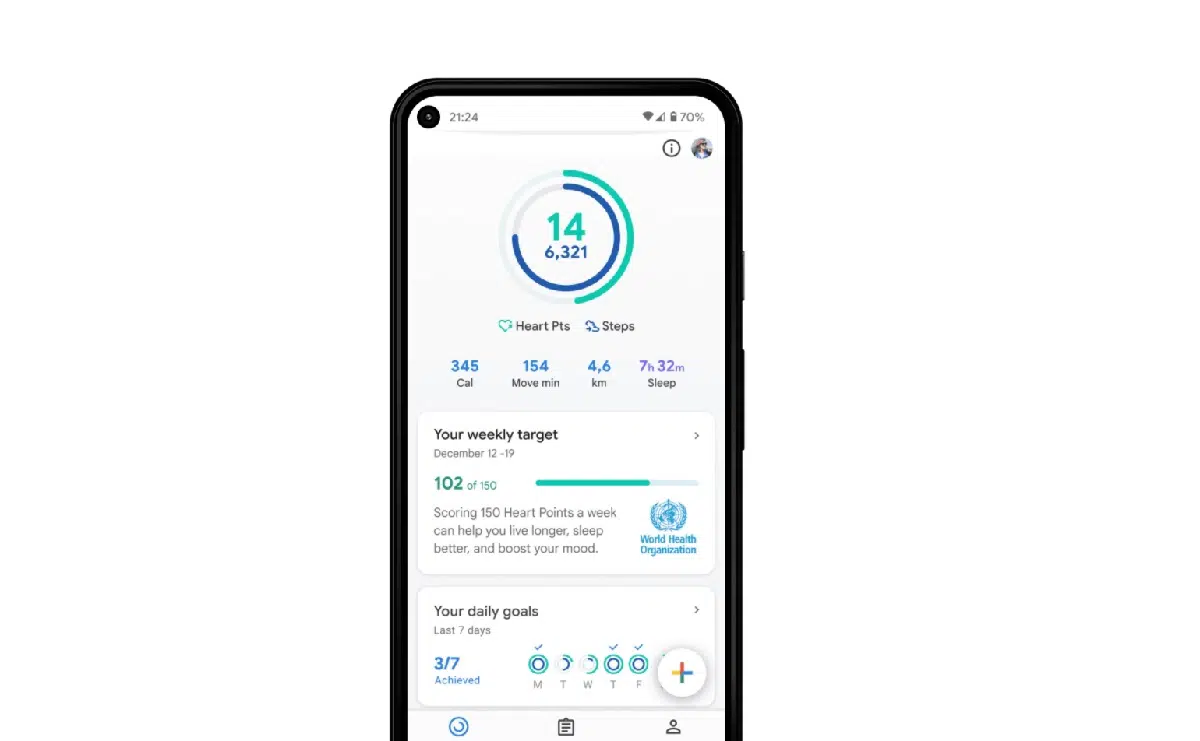 21:24
70%
14
6,321
Heart Pts Steps
345 154 4,6 7h 32m
Cal Move min km Sleep
Your weekly target
December 12 -19
102 of 150
Scoring 150 Heart Points a week
can help you live longer, sleep
better, and boost your mood.
World Health
Organization
Your daily goals
Last 7 days
3/7
Achieved
M T W T F